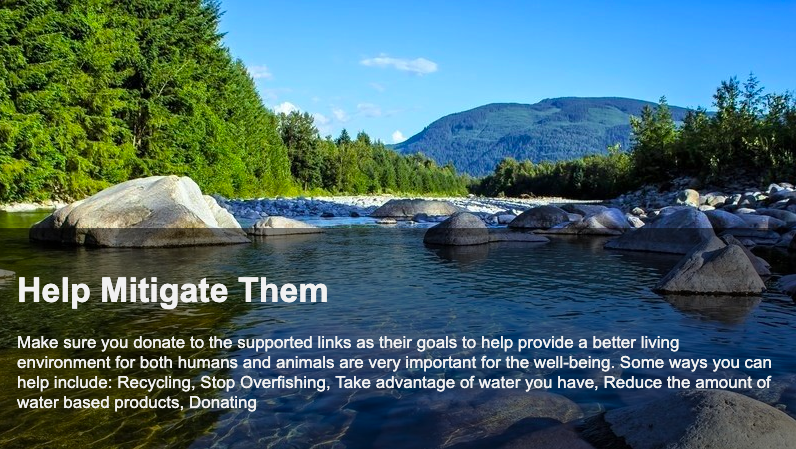 Help Mitigate Them
Make sure you donate to the supported links as their goals to help provide a better living
environment for both humans and animals are very important for the well-being. Some ways you can
help include: Recycling, Stop Overfishing, Take advantage of water you have, Reduce the amount of
water based products, Donating